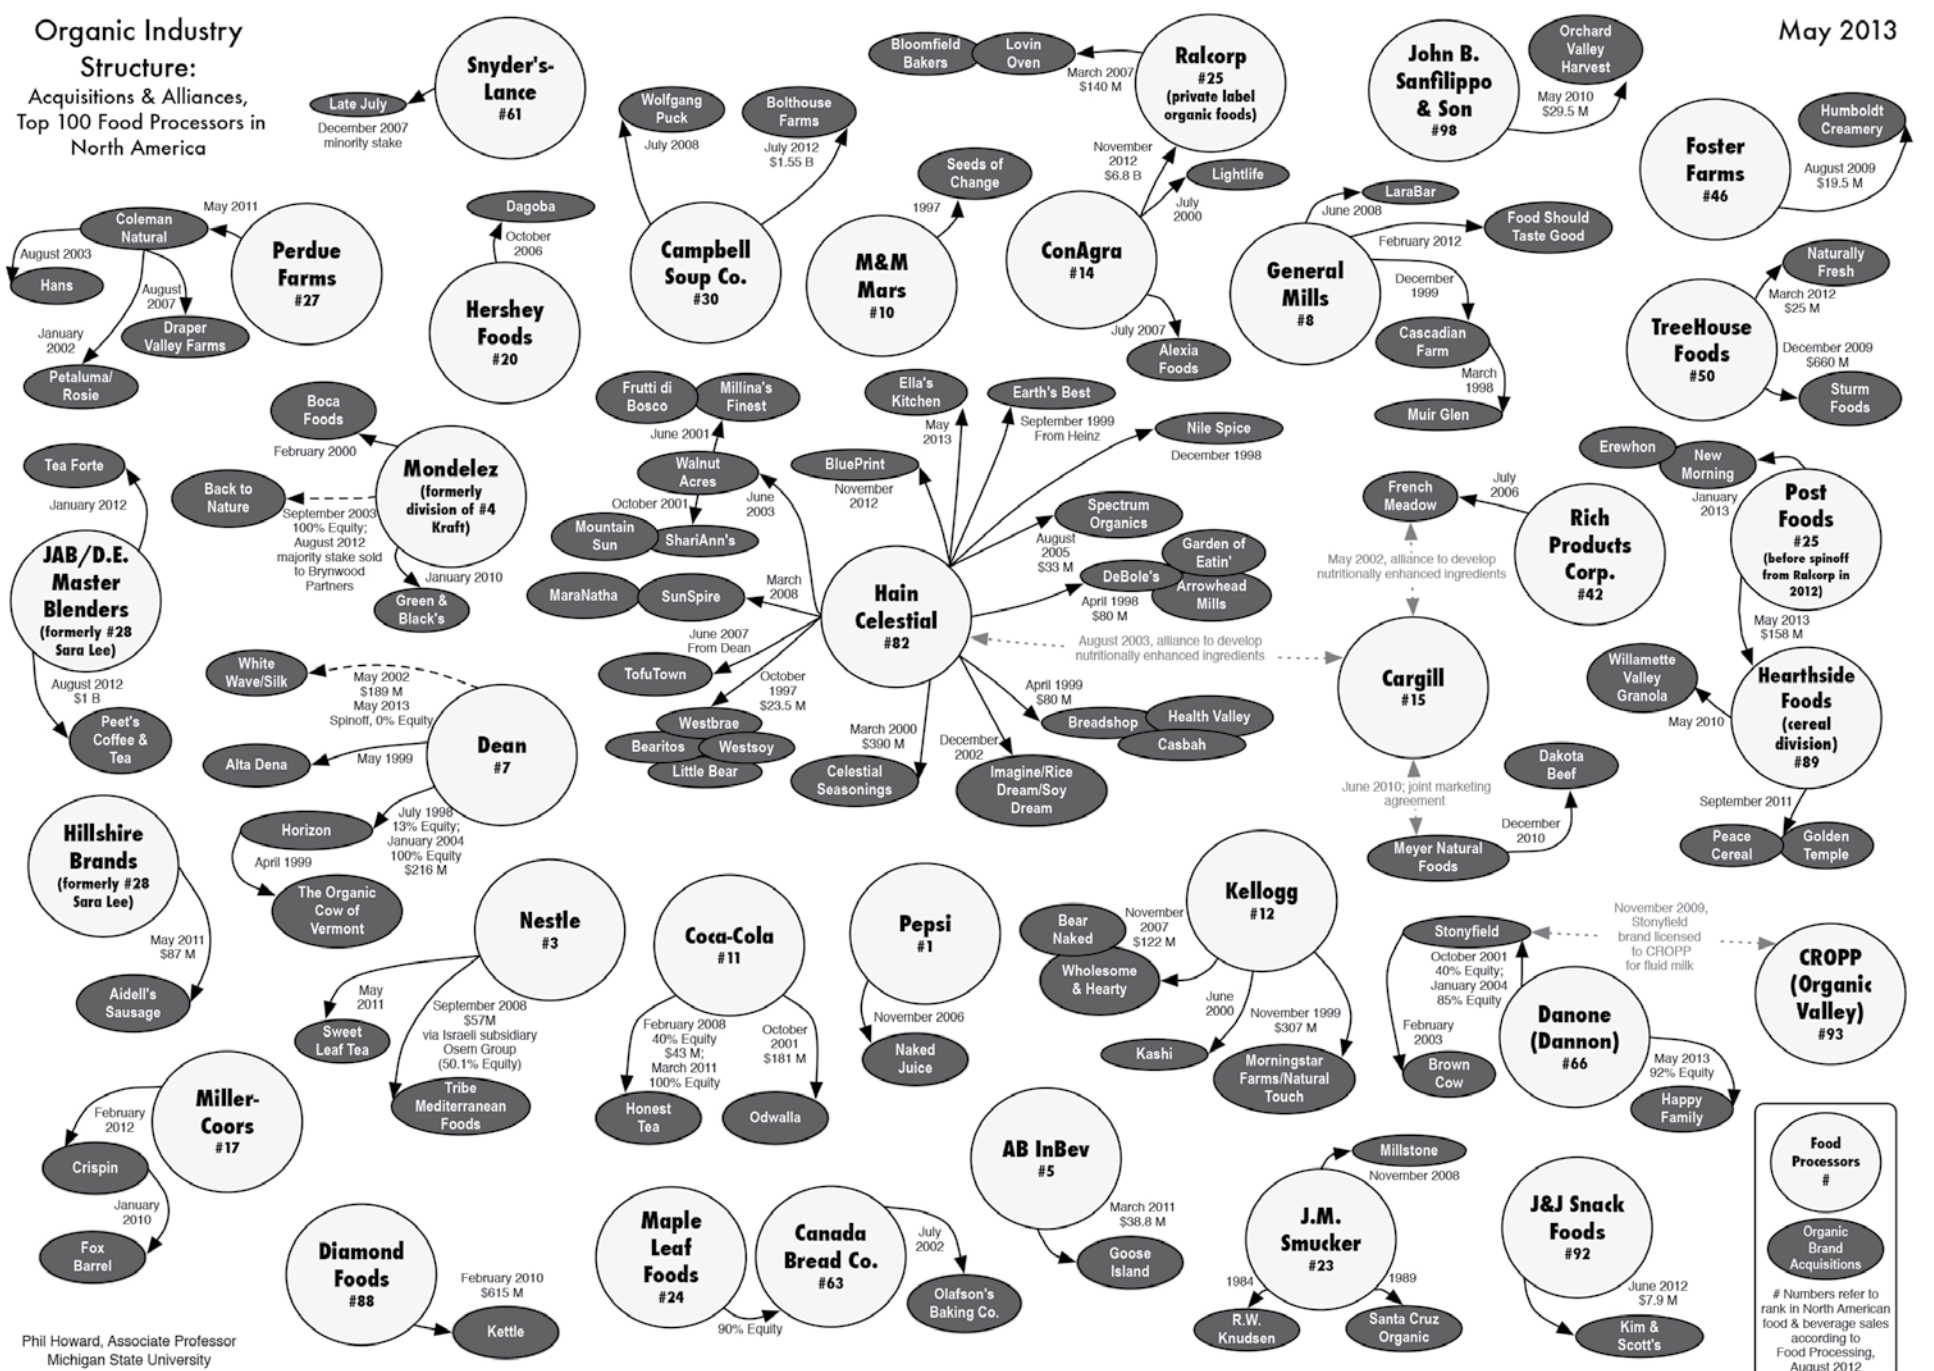 Organic Industry
Structure:
Acquisitions & Alliances,
Top 100 Food Processors in
North America
May 2013
Snyder's-
Lance
#61
Late July
December 2007
minority stake
Wolfgang
Puck
July 2008
Bolthouse
Farms
July 2012
$1.55 B
Campbell
Soup Co.
#30
Bloomfield
Bakers
Lovin
Oven
March 2007
$140 M
Ralcorp
#25
(private label
organic foods)
November
2012
$6.8 B
Lightlife
July
2000
ConAgra
#14
July 2007
Alexia
Foods
Seeds of
Change
1997
M&M
Mars
#10
John B.
Sanfilippo
& Son
#98
Orchard
Valley
Harvest
May 2010
$29.5 M
Foster
Farms
#46
Humboldt
Creamery
August 2009
$19.5 M
Coleman
Natural
May 2011
Perdue
Farms
#27
August 2003
Hans
August
2007
Draper
Valley Farms
January
2002
Petaluma/
Rosie
Dagoba
October
2006
Hershey
Foods
#20
General
Mills
#8
LaraBar
June 2008
February 2012
Food Should
Taste Good
December
1999
Cascadian
Farm
March
1998
Muir Glen
TreeHouse
Foods
#50
Naturally
Fresh
March 2012
$25 M
December 2009
$660 M
Sturm
Foods
Boca
Foods
February 2000
Mondelez
(formerly
division of #4
Kraft)
Back to
Nature
September 2003
100% Equity;
August 2012
majority stake sold
to Brynwood
Partners
January 2010
Green &
Black's
Tea Forte
January 2012
JAB/D.E.
Master
Blenders
(formerly #28
Sara Lee)
August 2012
$1 B
Peet's
Coffee &
Tea
Frutti di
Bosco
Millina's
Finest
June 2001
Walnut
Acres
October 2001
Mountain
Sun
ShariAnn's
June
2003
BluePrint
November
2012
Ella's
Kitchen
May
2013
Earth's Best
September 1999
From Heinz
Nile Spice
December 1998
Spectrum
Organics
August
2005
$33 M
DeBole's
Garden of
Eatin'
Arrowhead
Mills
April 1998
$80 M
Hain
Celestial
#82
MaraNatha
SunSpire
March
2008
June 2007
From Dean
TofuTown
October
1997
$23.5 M
Westbrae
Bearitos
Westsoy
Little Bear
March 2000
$390 M
Celestial
Seasonings
December
2002
Imagine/Rice
Dream/Soy
Dream
April 1999
$80 M
Breadshop
Health Valley
Casbah
August 2003, alliance to develop
nutritionally enhanced ingredients
Cargill
#15
French
Meadow
July
2006
Rich
Products
Corp.
#42
May 2002, alliance to develop
nutritionally enhanced ingredients
June 2010; joint marketing
agreement
Meyer Natural
Foods
December
2010
Dakota
Beef
Erewhon
New
Morning
January
2013
Post
Foods
#25
(before spinoff
from Ralcorp in
2012)
May 2013
$158 M
Hearthside
Foods
(cereal
division)
#89
Willamette
Valley
Granola
May 2010
September 2011
Peace
Cereal
Golden
Temple
White
Wave/Silk
May 2002
$189 M
May 2013
Spinoff, 0% Equity
Dean
#7
Alta Dena
May 1999
Horizon
July 1998
13% Equity;
January 2004
100% Equity
$216 M
April 1999
The Organic
Cow of
Vermont
Hillshire
Brands
(formerly #28
Sara Lee)
May 2011
$87 M
Aidell's
Sausage
Nestle
#3
May
2011
Sweet
Leaf Tea
September 2008
$57M
via Israeli subsidiary
Osem Group
(50.1% Equity)
Tribe
Mediterranean
Foods
Coca-Cola
#11
February 2008
40% Equity
$43 M;
March 2011
100% Equity
Honest
Tea
October
2001
$181 M
Odwalla
Pepsi
#1
November 2006
Naked
Juice
Kellogg
#12
Bear
Naked
November
2007
$122 M
Wholesome
& Hearty
June
2000
Kashi
November 1999
$307 M
Morningstar
Farms/Natural
Touch
Stonyfield
October 2001
40% Equity;
January 2004
85% Equity
November 2009,
Stonyfield
brand licensed
to CROPP
for fluid milk
CROPP
(Organic
Valley)
#93
Danone
(Dannon)
#66
February
2003
Brown
Cow
May 2013
92% Equity
Happy
Family
Miller-
Coors
#17
February
2012
Crispin
January
2010
Fox
Barrel
Diamond
Foods
#88
February 2010
$615 M
Kettle
Maple
Leaf
Foods
#24
90% Equity
Canada
Bread Co.
#63
July
2002
Olafson's
Baking Co.
AB InBev
#5
March 2011
$38.8 M
Goose
Island
J.M.
Smucker
#23
Millstone
November 2008
1984
R.W.
Knudsen
1989
Santa Cruz
Organic
J&J Snack
Foods
#92
June 2012
$7.9 M
Kim &
Scott's
Food
Processors
#
Organic
Brand
Acquisitions
# Numbers refer to
rank in North American
food & beverage sales
according to
Food Processing,
August 2012
Phil Howard, Associate Professor
Michigan State University